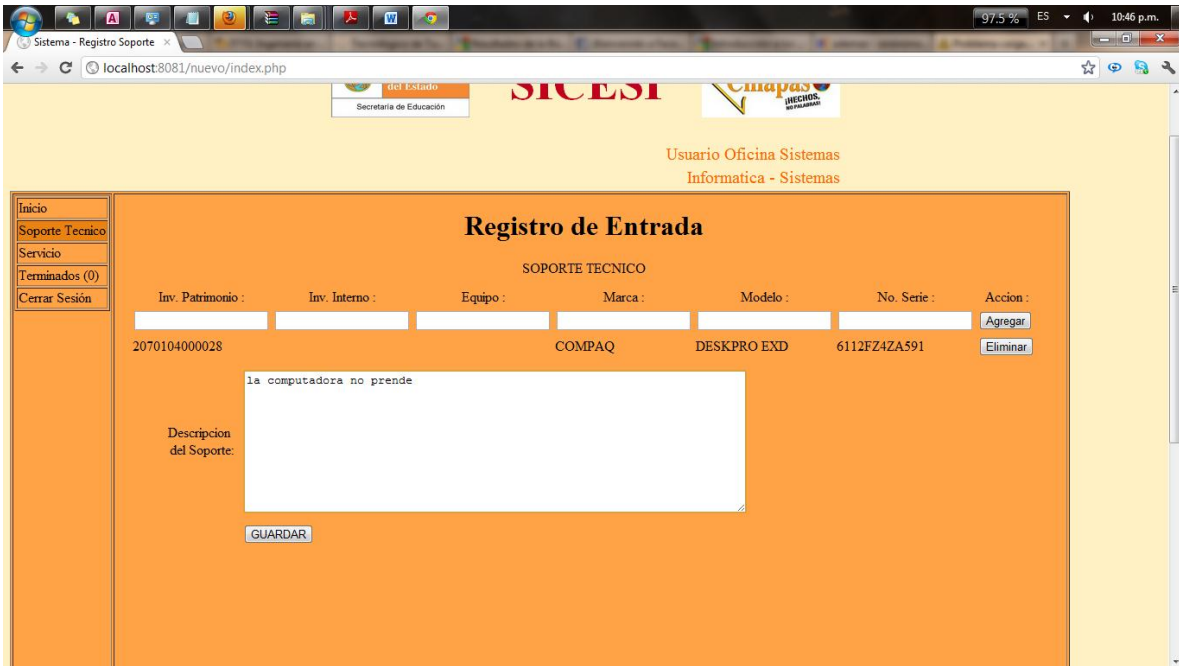 97.5 % ES 10:46 p.m.
Sistema - Registro Soporte
localhost:8081/nuevo/index.php
del Estado
Secretaría de Educación
SICESI
Chiapas
¡HECHOS,
NO PALABRAS!
Usuario Oficina Sistemas
Informatica - Sistemas
Inicio
Soporte Tecnico
Servicio
Terminados (0)
Cerrar Sesión
Registro de Entrada
SOPORTE TECNICO
Inv. Patrimonio : Inv. Interno : Equipo : Marca : Modelo : No. Serie : Accion :
Agregar
2070104000028 COMPAQ DESKPRO EXD 6112FZ4ZA591 Eliminar
la computadora no prende
Descripcion
del Soporte:
GUARDAR